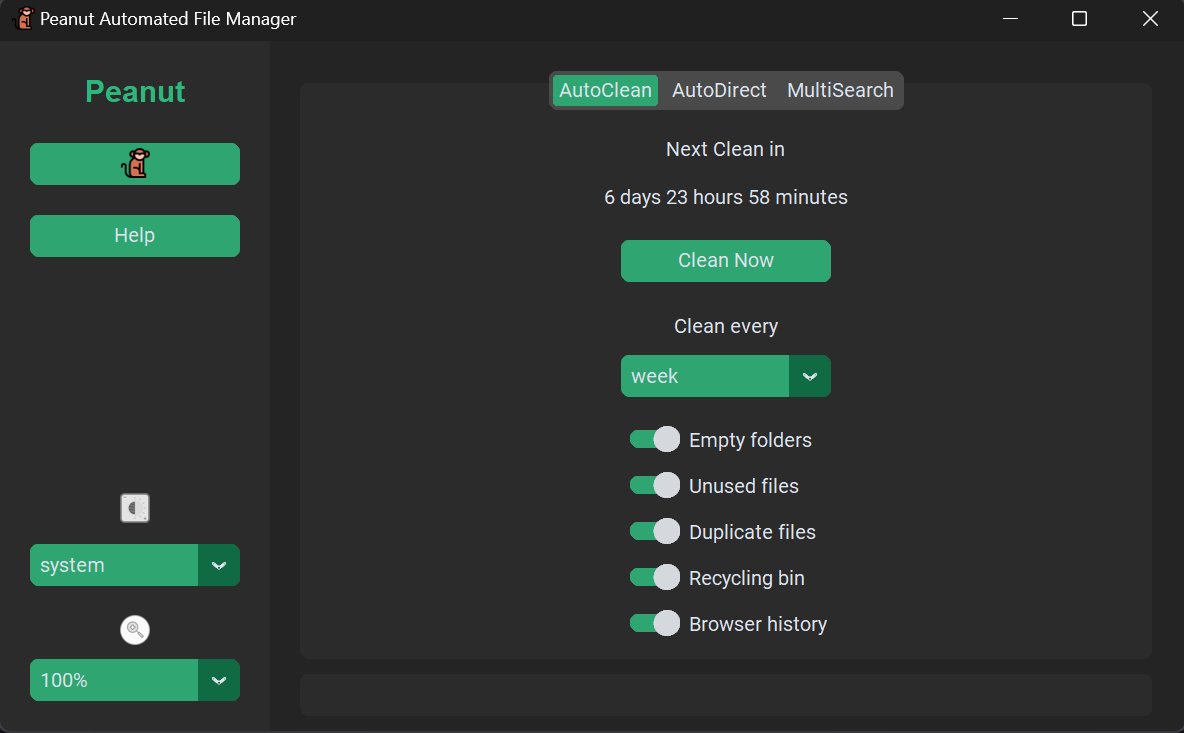 Peanut Automated File Manager
Peanut
Help
system
100%
AutoClean AutoDirect MultiSearch
Next Clean in
6 days 23 hours 58 minutes
Clean Now
Clean every
week
Empty folders
Unused files
Duplicate files
Recycling bin
Browser history